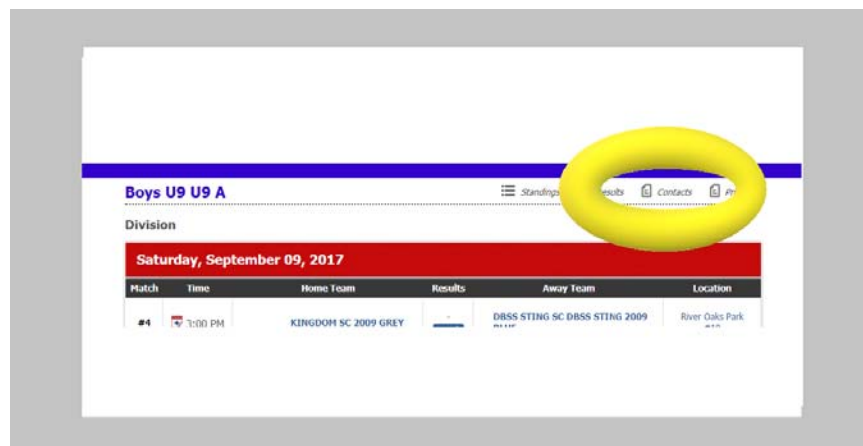 Boys U9 U9 A
Standings Contacts
Division
Saturday, September 09, 2017
Match Time Home Team Results Away Team Location
#4 3:00 PM KINGDOM SC 2009 GREY - DBSS STING SC DBSS STING 2009 River Oaks Park